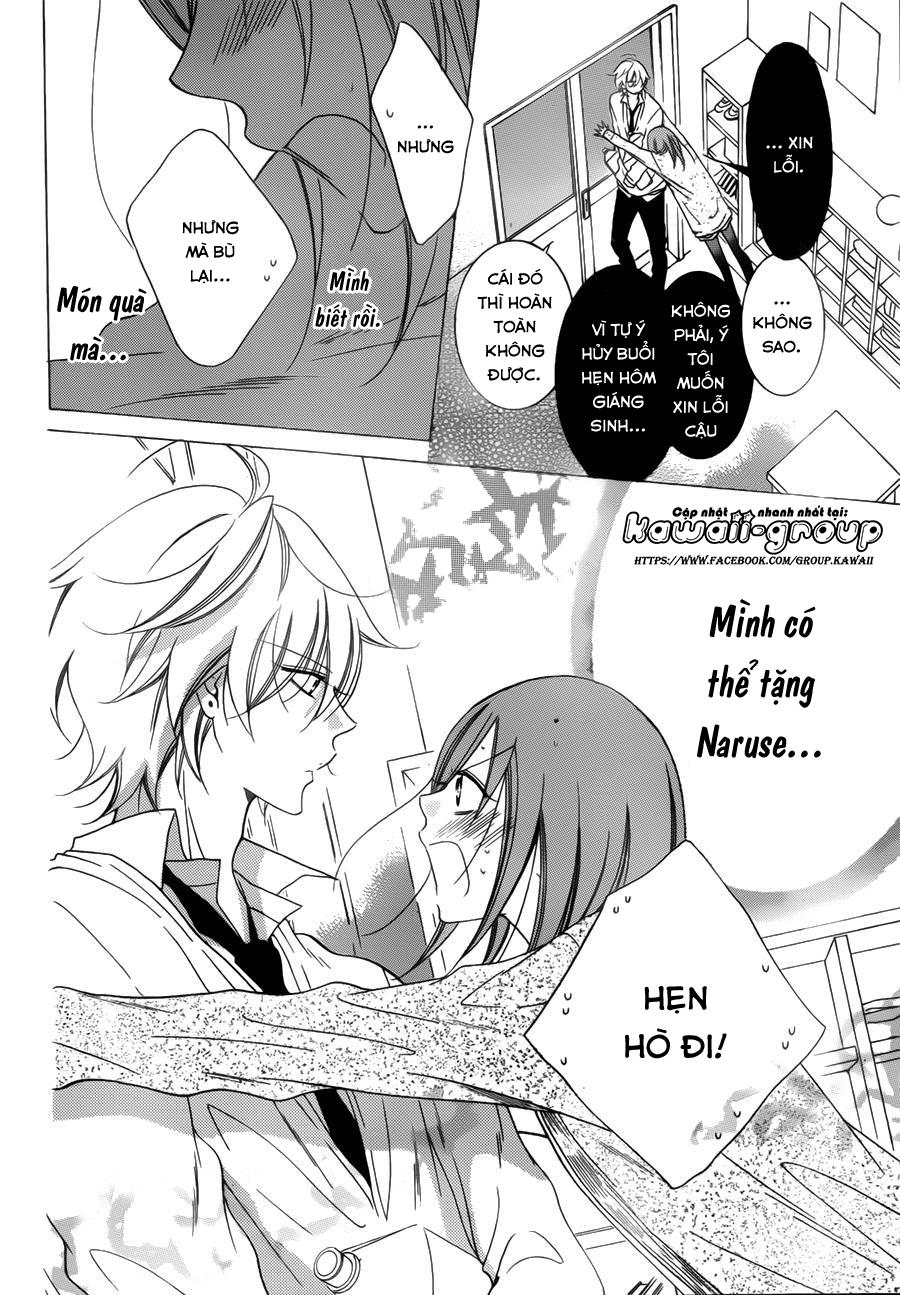 ... XIN
LỖI.
...
KHÔNG
SAO.
KHÔNG
PHẢI, Ý
TÔI
MUỐN
XIN LỖI
CẬU
VÌ TỰ Ý
HỦY BUỔI
HẸN HÔM
GIÁNG
SINH...
CÁI ĐÓ
THÌ HOÀN
TOÀN
KHÔNG
ĐƯỢC.
...
NHƯNG
NHƯNG
MÀ BÙ
LẠI...
Mình
biết rồi.
Món quà
mà...
Cập nhật nhanh nhất tại:
kawaii-group
HTTPS://WWW.FACEBOOK.COM/GROUP.KAWAII
Mình có
thể tặng
Naruse...
HẸN
HÒ ĐI!